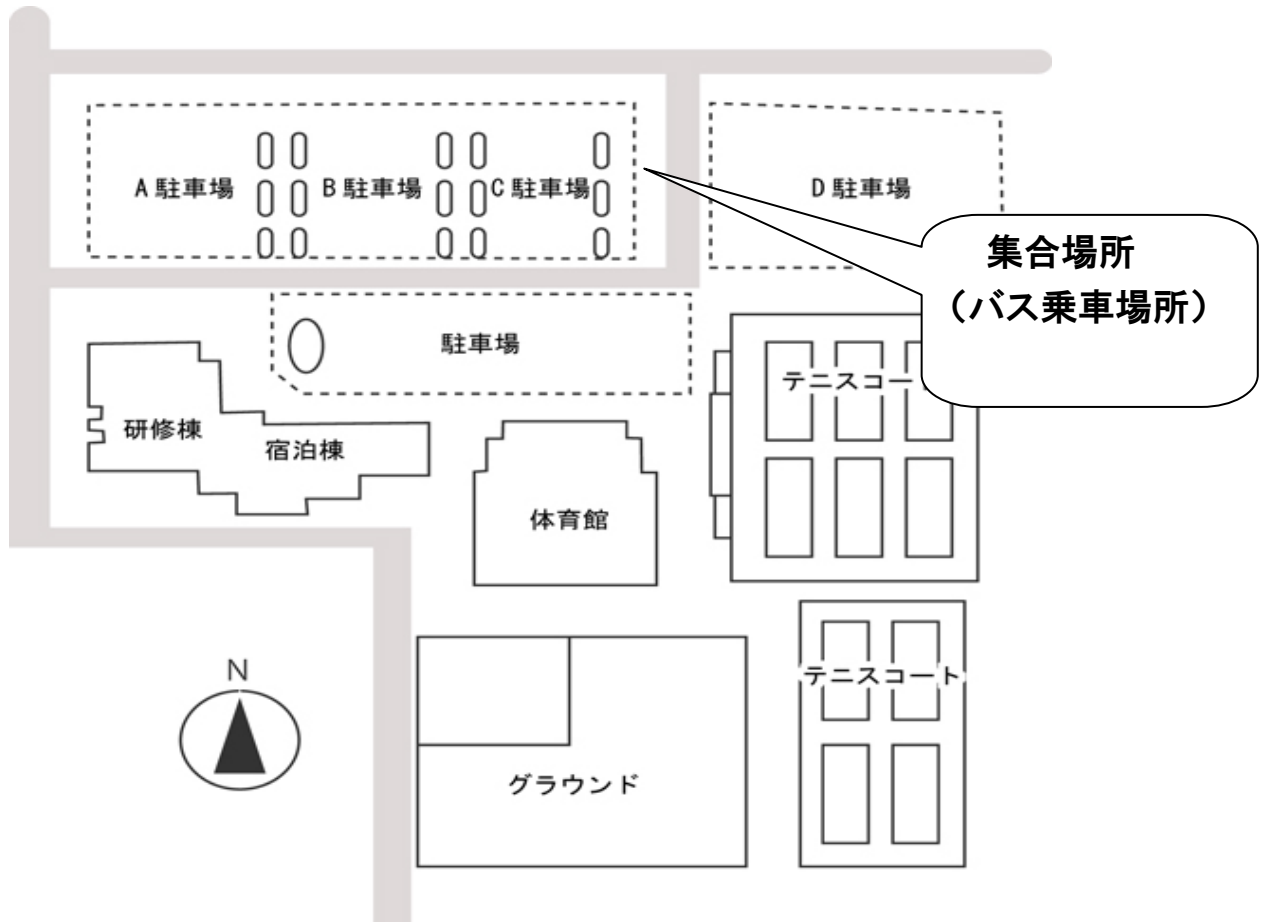 A駐車場
B駐車場
C駐車場
D駐車場
集合場所
（バス乗車場所）
駐車場
テニスコー
研修棟
宿泊棟
体育館
テニスコート
N
グラウンド